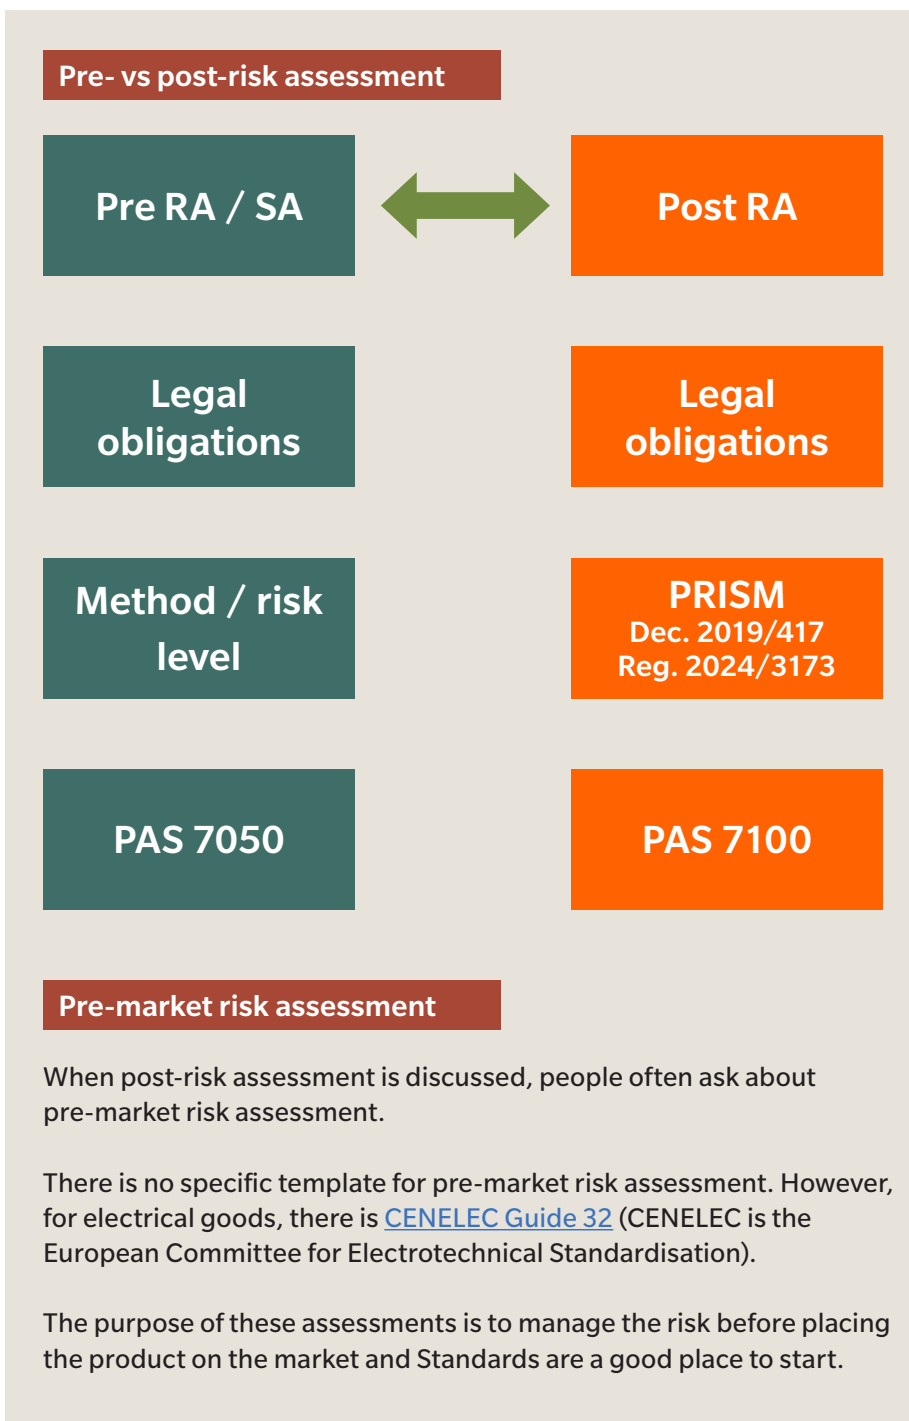 Pre- vs post-risk assessment
Pre RA / SA
Post RA
Legal
obligations
Legal
obligations
Method / risk
level
PRISM
Dec. 2019/417
Reg. 2024/3173
PAS 7050
PAS 7100
Pre-market risk assessment
When post-risk assessment is discussed, people often ask about
pre-market risk assessment.
There is no specific template for pre-market risk assessment. However,
for electrical goods, there is CENELEC Guide 32 (CENELEC is the
European Committee for Electrotechnical Standardisation).
The purpose of these assessments is to manage the risk before placing
the product on the market and Standards are a good place to start.